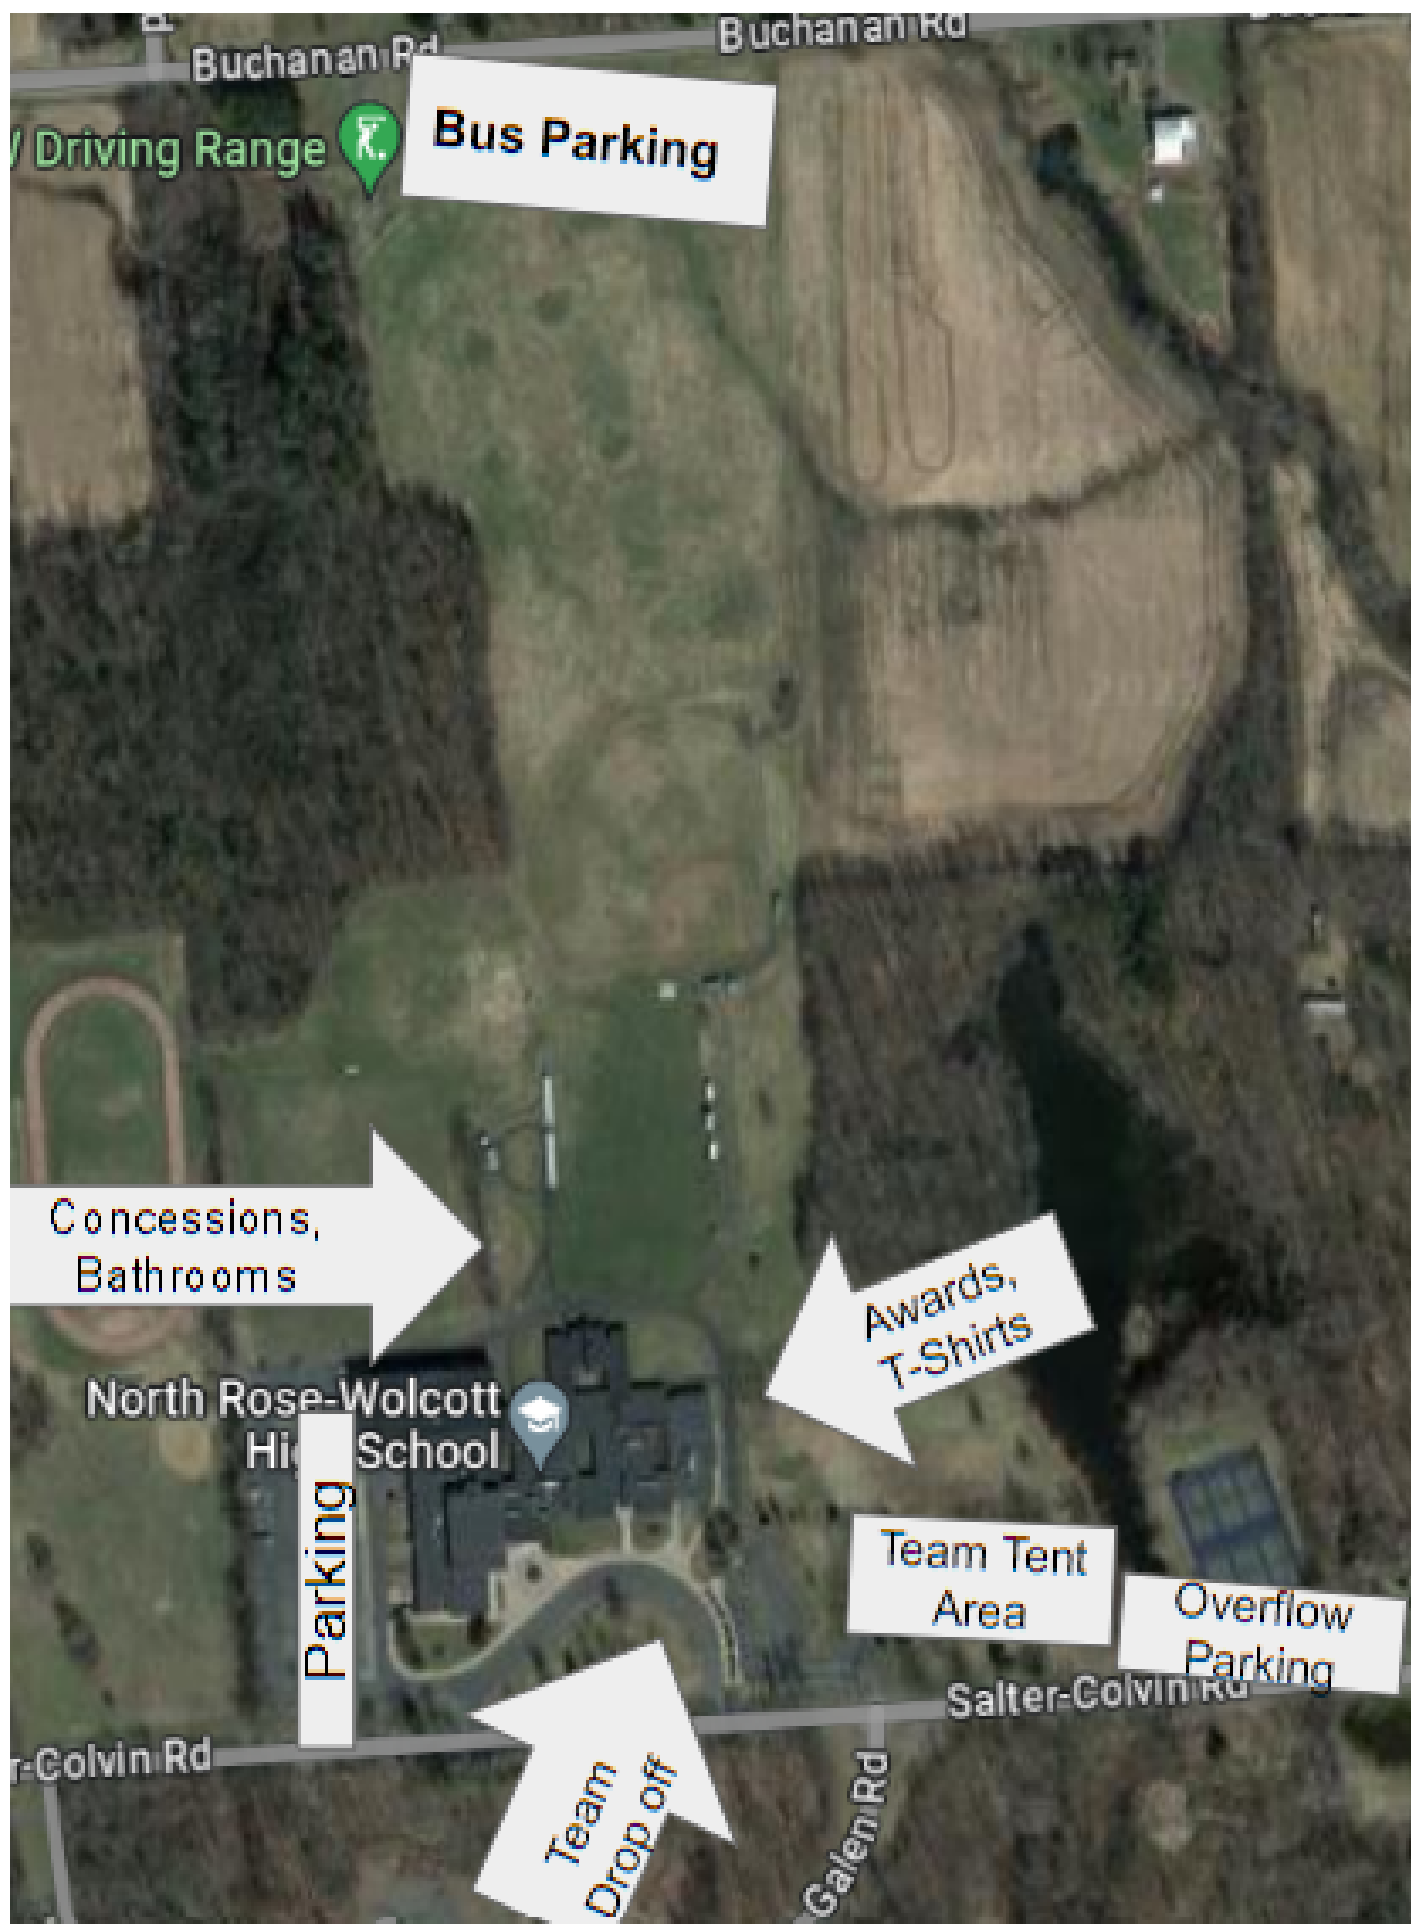 Buchanan Rd
Buchanan Rd
Driving Range
Bus Parking
Concessions,
Bathrooms
Awards,
T-Shirts
North Rose-Wolcott
School
Parking
Team Tent
Area
Overflow
Parking
Salter-Colvin Rd
r-Colvin Rd
Team
Drop off
Galen Rd